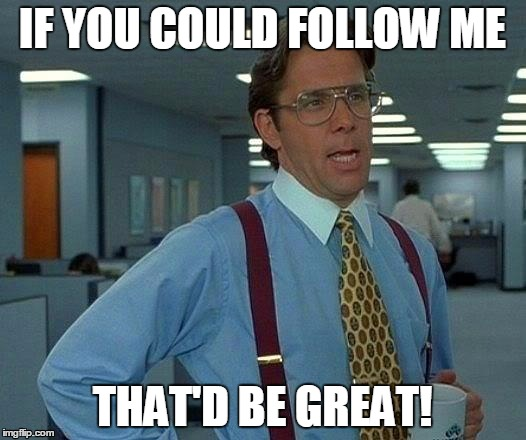 IF YOU COULD FOLLOW ME
THAT'D BE GREAT!
imgflip.com